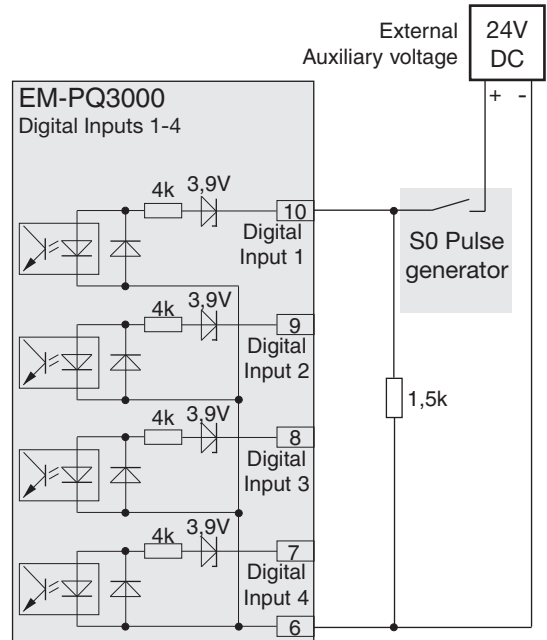 External
Auxiliary voltage
24V
DC
+ -
EM-PQ3000
Digital Inputs 1-4
4k 3,9V
10
Digital
Input 1
S0 Pulse
generator
4k 3,9V
9
Digital
Input 2
4k 3,9V
8
Digital
Input 3
1,5k
4k 3,9V
7
Digital
Input 4
6